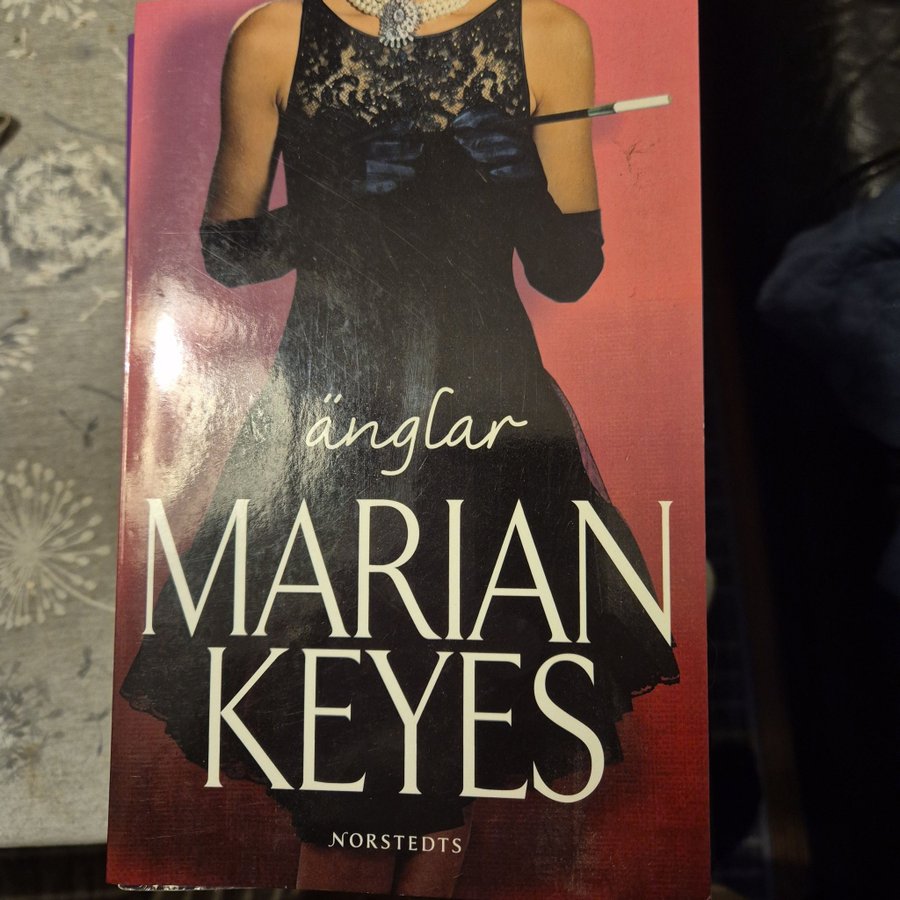 änglar
MARIAN
KEYES
NORSTEDTS